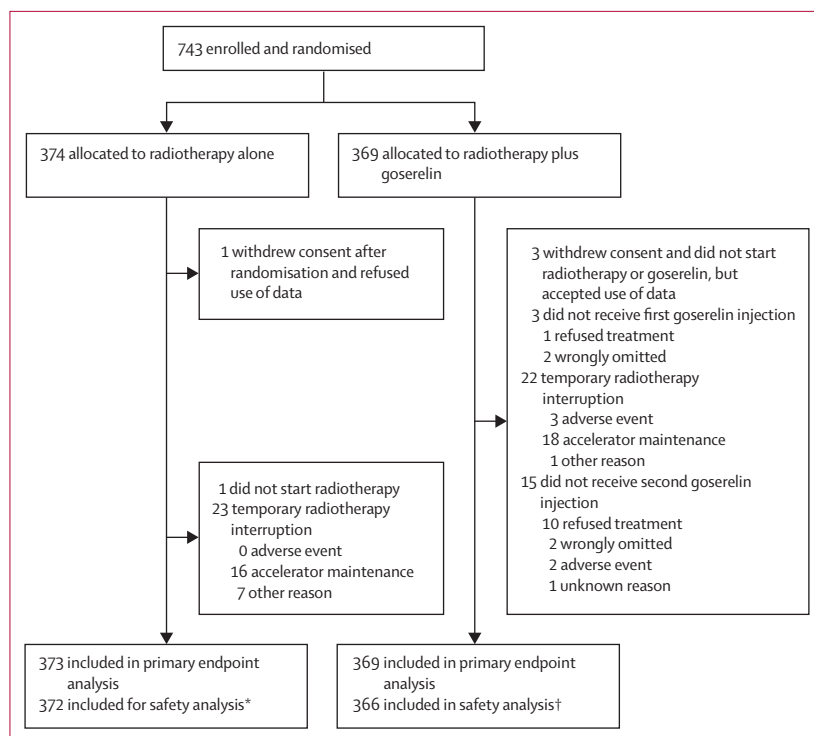 743 enrolled and randomised
374 allocated to radiotherapy alone
369 allocated to radiotherapy plus
goserelin
1 withdrew consent after
randomisation and refused
use of data
3 withdrew consent and did not start
radiotherapy or goserelin, but
accepted use of data
3 did not receive first goserelin injection
1 refused treatment
2 wrongly omitted
22 temporary radiotherapy
interruption
3 adverse event
18 accelerator maintenance
1 other reason
15 did not receive second goserelin
injection
10 refused treatment
2 wrongly omitted
2 adverse event
1 unknown reason
1 did not start radiotherapy
23 temporary radiotherapy
interruption
0 adverse event
16 accelerator maintenance
7 other reason
373 included in primary endpoint
analysis
372 included for safety analysis*
369 included in primary endpoint
analysis
366 included in safety analysis†